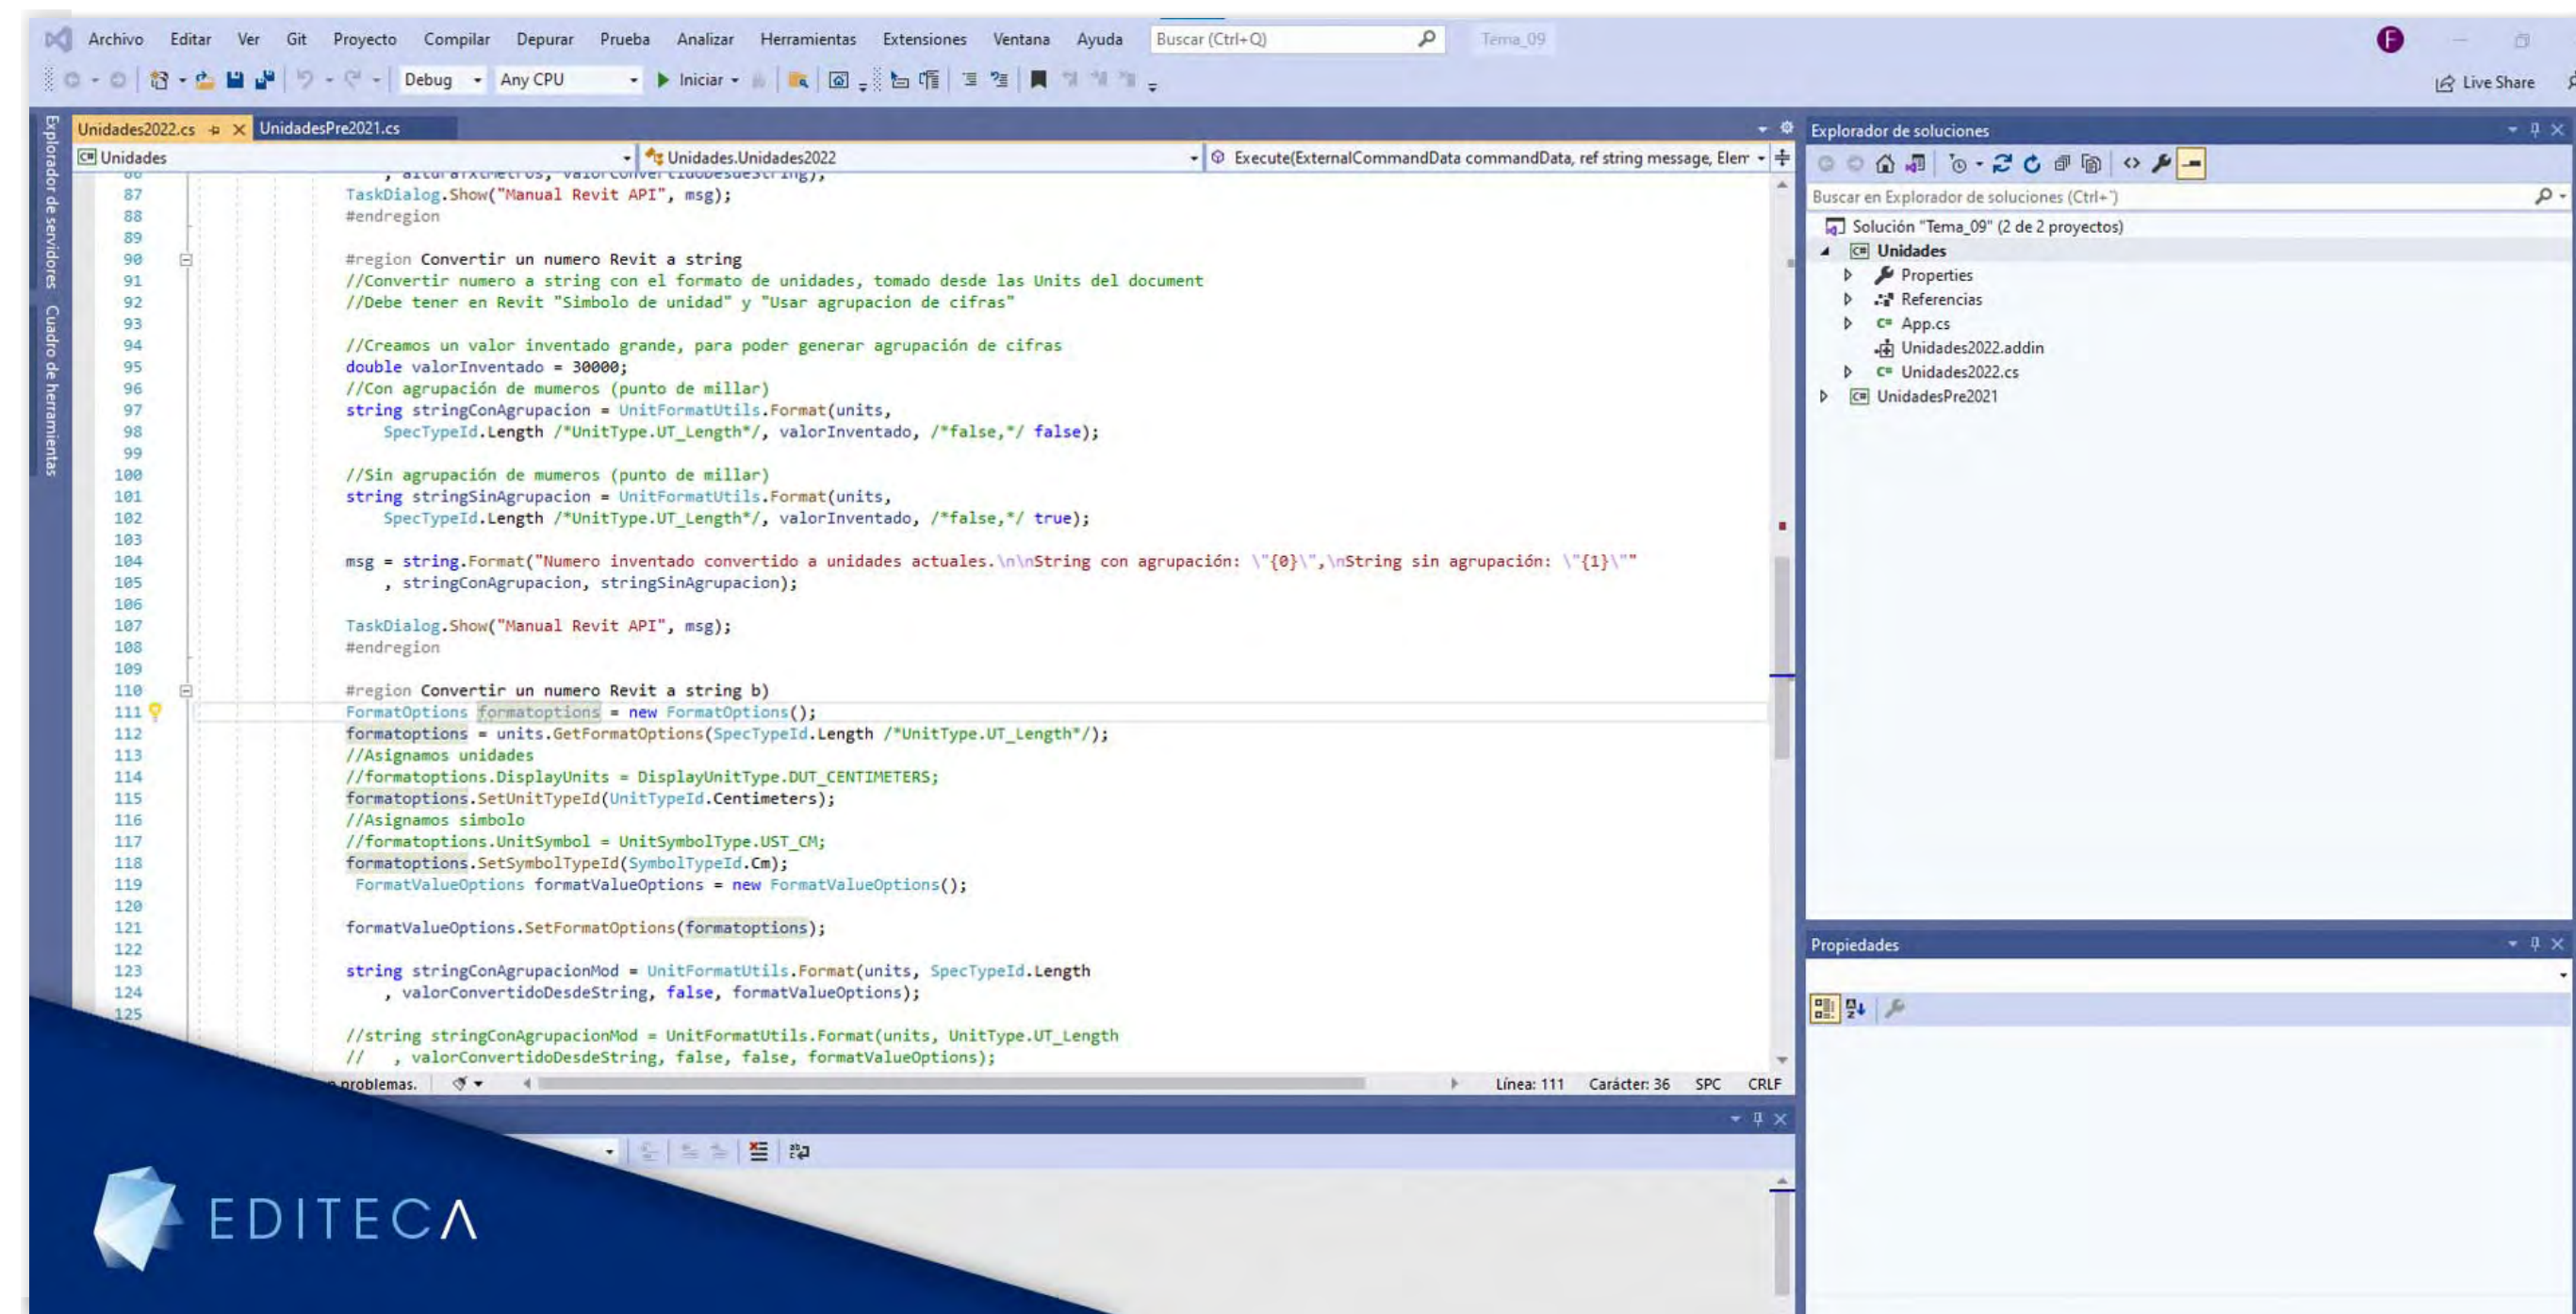 Archivo Editar Ver Git Proyecto Compilar Depurar Prueba Analizar Herramientas Extensiones Ventana Ayuda Buscar (Ctrl+Q) Tema_09 F
Debug Any CPU Iniciar Live Share
Explorador de servidores
Cuadro de herramientas
Unidades2022.cs UnidadesPre2021.cs
Unidades Unidades.Unidades2022 Execute(ExternalCommandData commandData, ref string message, Elem
86 , alturaTxtMetros, valorConvertidoDesdeString);
87 TaskDialog.Show("Manual Revit API", msg);
88 #endregion
89
90 #region Convertir un numero Revit a string
91 //Convertir numero a string con el formato de unidades, tomado desde las Units del document
92 //Debe tener en Revit "Simbolo de unidad" y "Usar agrupacion de cifras"
93
94 //Creamos un valor inventado grande, para poder generar agrupación de cifras
95 double valorInventado = 30000;
96 //Con agrupación de mumeros (punto de millar)
97 string stringConAgrupacion = UnitFormatUtils.Format(units,
98 SpecTypeId.Length /*UnitType.UT_Length*/, valorInventado, /*false,*/ false);
99
100 //Sin agrupación de mumeros (punto de millar)
101 string stringSinAgrupacion = UnitFormatUtils.Format(units,
102 SpecTypeId.Length /*UnitType.UT_Length*/, valorInventado, /*false,*/ true);
103
104 msg = string.Format("Numero inventado convertido a unidades actuales.\n\nString con agrupación: \"{0}\",\nString sin agrupación: \"{1}\""
105 , stringConAgrupacion, stringSinAgrupacion);
106
107 TaskDialog.Show("Manual Revit API", msg);
108 #endregion
109
110 #region Convertir un numero Revit a string b)
111 FormatOptions formatoptions = new FormatOptions();
112 formatoptions = units.GetFormatOptions(SpecTypeId.Length /*UnitType.UT_Length*/);
113 //Asignamos unidades
114 //formatoptions.DisplayUnits = DisplayUnitType.DUT_CENTIMETERS;
115 formatoptions.SetUnitTypeId(UnitTypeId.Centimeters);
116 //Asignamos simbolo
117 //formatoptions.UnitSymbol = UnitSymbolType.UST_CM;
118 formatoptions.SetSymbolTypeId(SymbolTypeId.Cm);
119 FormatValueOptions formatValueOptions = new FormatValueOptions();
120
121 formatValueOptions.SetFormatOptions(formatoptions);
122
123 string stringConAgrupacionMod = UnitFormatUtils.Format(units, SpecTypeId.Length
124 , valorConvertidoDesdeString, false, formatValueOptions);
125
//string stringConAgrupacionMod = UnitFormatUtils.Format(units, UnitType.UT_Length
// , valorConvertidoDesdeString, false, false, formatValueOptions);
problemas. Línea: 111 Carácter: 36 SPC CRLF
Explorador de soluciones
Buscar en Explorador de soluciones (Ctrl+¨)
Solución "Tema_09" (2 de 2 proyectos)
Unidades
Properties
Referencias
App.cs
Unidades2022.addin
Unidades2022.cs
UnidadesPre2021
Propiedades
EDITECA